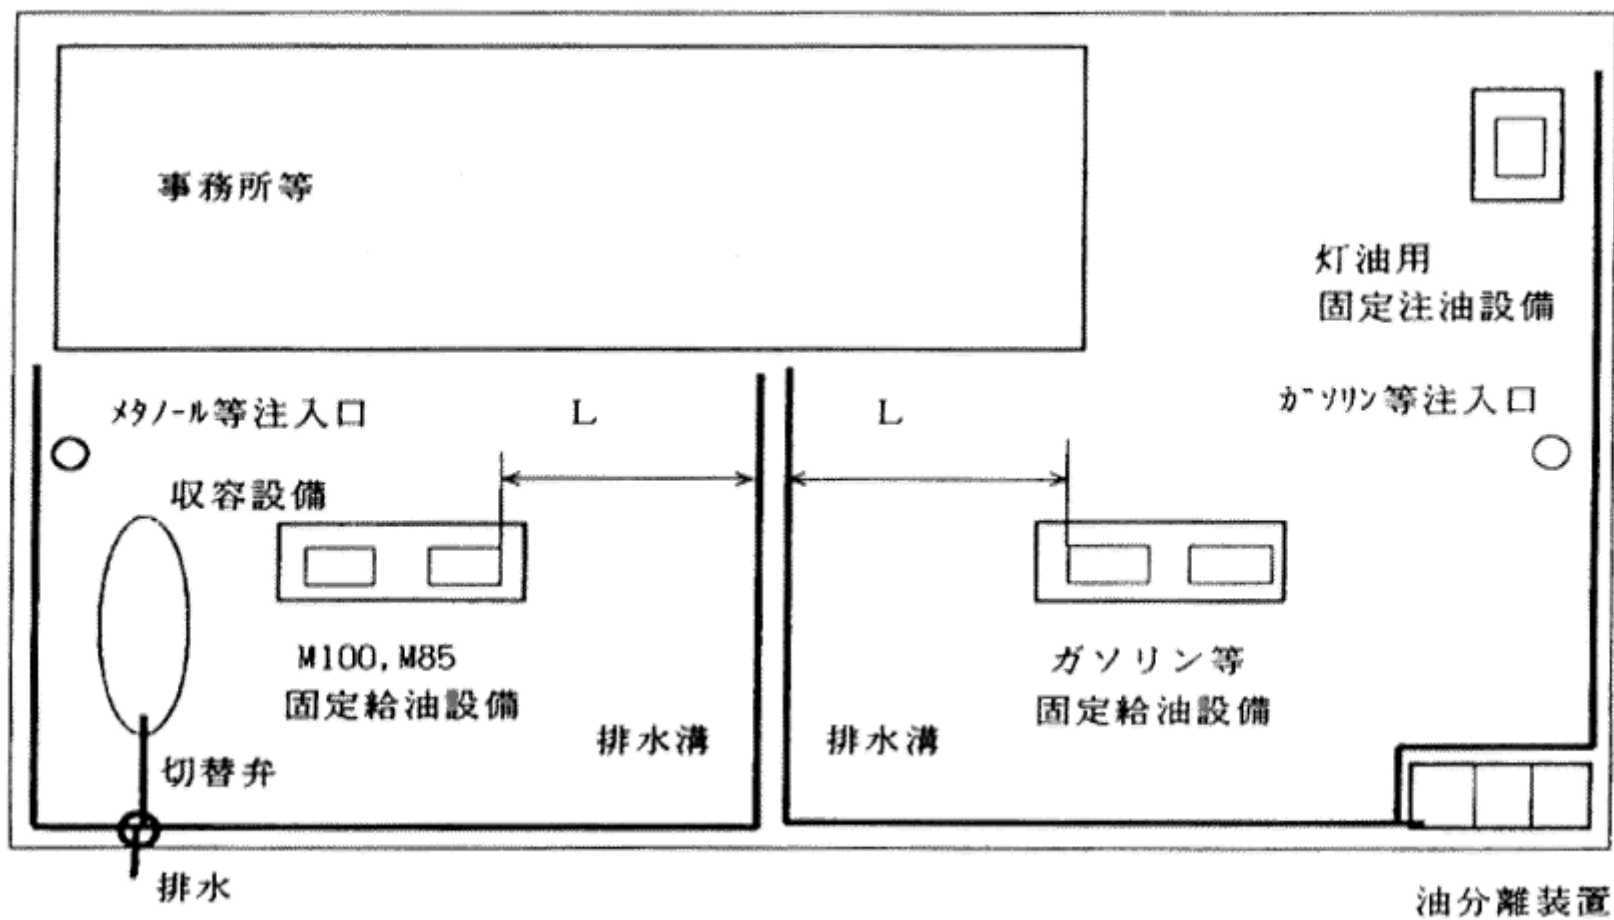 事務所等
灯油用
固定注油設備
ﾒﾀﾉｰﾙ等注入口
L
L
ｶﾞｿﾘﾝ等注入口
収容設備
M100,M85
固定給油設備
ガソリン等
固定給油設備
排水溝
排水溝
切替弁
排水
油分離装置